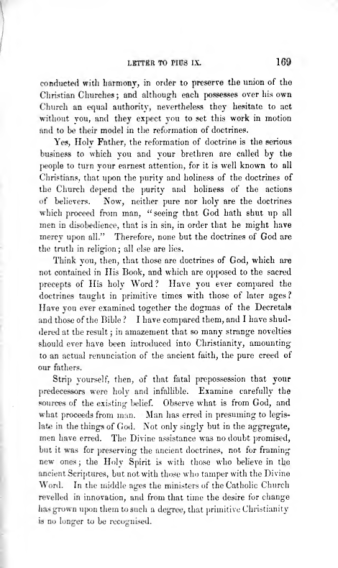 LETTER TO PIUS IX. 169
conducted with harmony, in order to preserve the union of the
Christian Churches; and although each possesses over his own
Church an equal authority, nevertheless they hesitate to act
without you, and they expect you to set this work in motion
and to be their model in the reformation of doctrines.
Yes, Holy Father, the reformation of doctrine is the serious
business to which you and your brethren are called by the
people to turn your earnest attention, for it is well known to all
Christians, that upon the purity and holiness of the doctrines of
the Church depend the purity and holiness of the actions
of believers. Now, neither pure nor holy are the doctrines
which proceed from man, "seeing that God hath shut up all
men in disobedience, that is in sin, in order that he might have
mercy upon all." Therefore, none but the doctrines of God are
the truth in religion; all else are lies.
Think you, then, that those are doctrines of God, which are
not contained in His Book, and which are opposed to the sacred
precepts of His holy Word? Have you ever compared the
doctrines taught in primitive times with those of later ages?
Have you ever examined together the dogmas of the Decretals
and those of the Bible? I have compared them, and I have shud-
dered at the result; in amazement that so many strange novelties
should ever have been introduced into Christianity, amounting
to an actual renunciation of the ancient faith, the pure creed of
our fathers.
Strip yourself, then, of that fatal prepossession that your
predecessors were holy and infallible. Examine carefully the
sources of the existing belief. Observe what is from God, and
what proceeds from man. Man has erred in presuming to legis-
late in the things of God. Not only singly but in the aggregate,
men have erred. The Divine assistance was no doubt promised,
but it was for preserving the ancient doctrines, not for framing
new ones; the Holy Spirit is with those who believe in the
ancient Scriptures, but not with those who tamper with the Divine
Word. In the middle ages the ministers of the Catholic Church
revelled in innovation, and from that time the desire for change
has grown upon them to such a degree, that primitive Christianity
is no longer to be recognised.